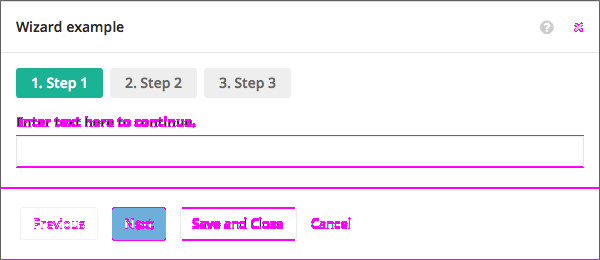 Wizard example
?
1. Step 1
2. Step 2
3. Step 3
Enter text here to continue.
Previous
Next
Save and Close
Cancel